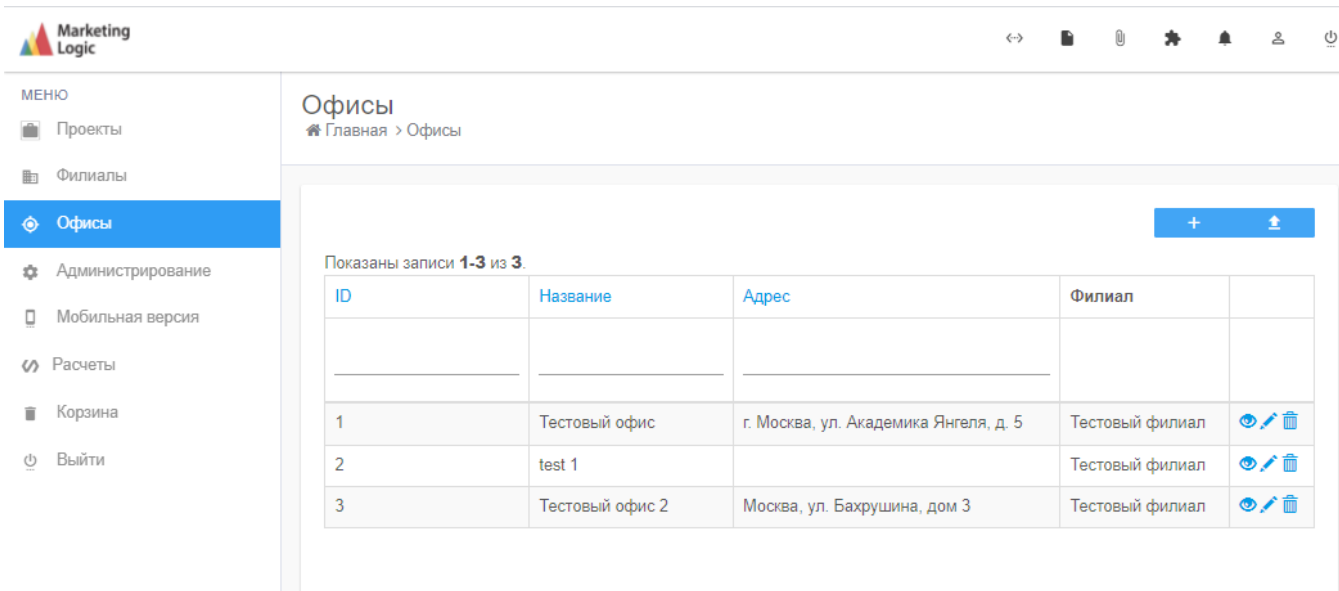 Marketing
Logic
МЕНЮ
Проекты
Филиалы
Офисы
Администрирование
Мобильная версия
Расчеты
Корзина
Выйти
Офисы
Главная > Офисы
Показаны записи 1-3 из 3.
ID Название Адрес Филиал
1 Тестовый офис г. Москва, ул. Академика Янгеля, д. 5 Тестовый филиал
2 test 1 Тестовый филиал
3 Тестовый офис 2 Москва, ул. Бахрушина, дом 3 Тестовый филиал